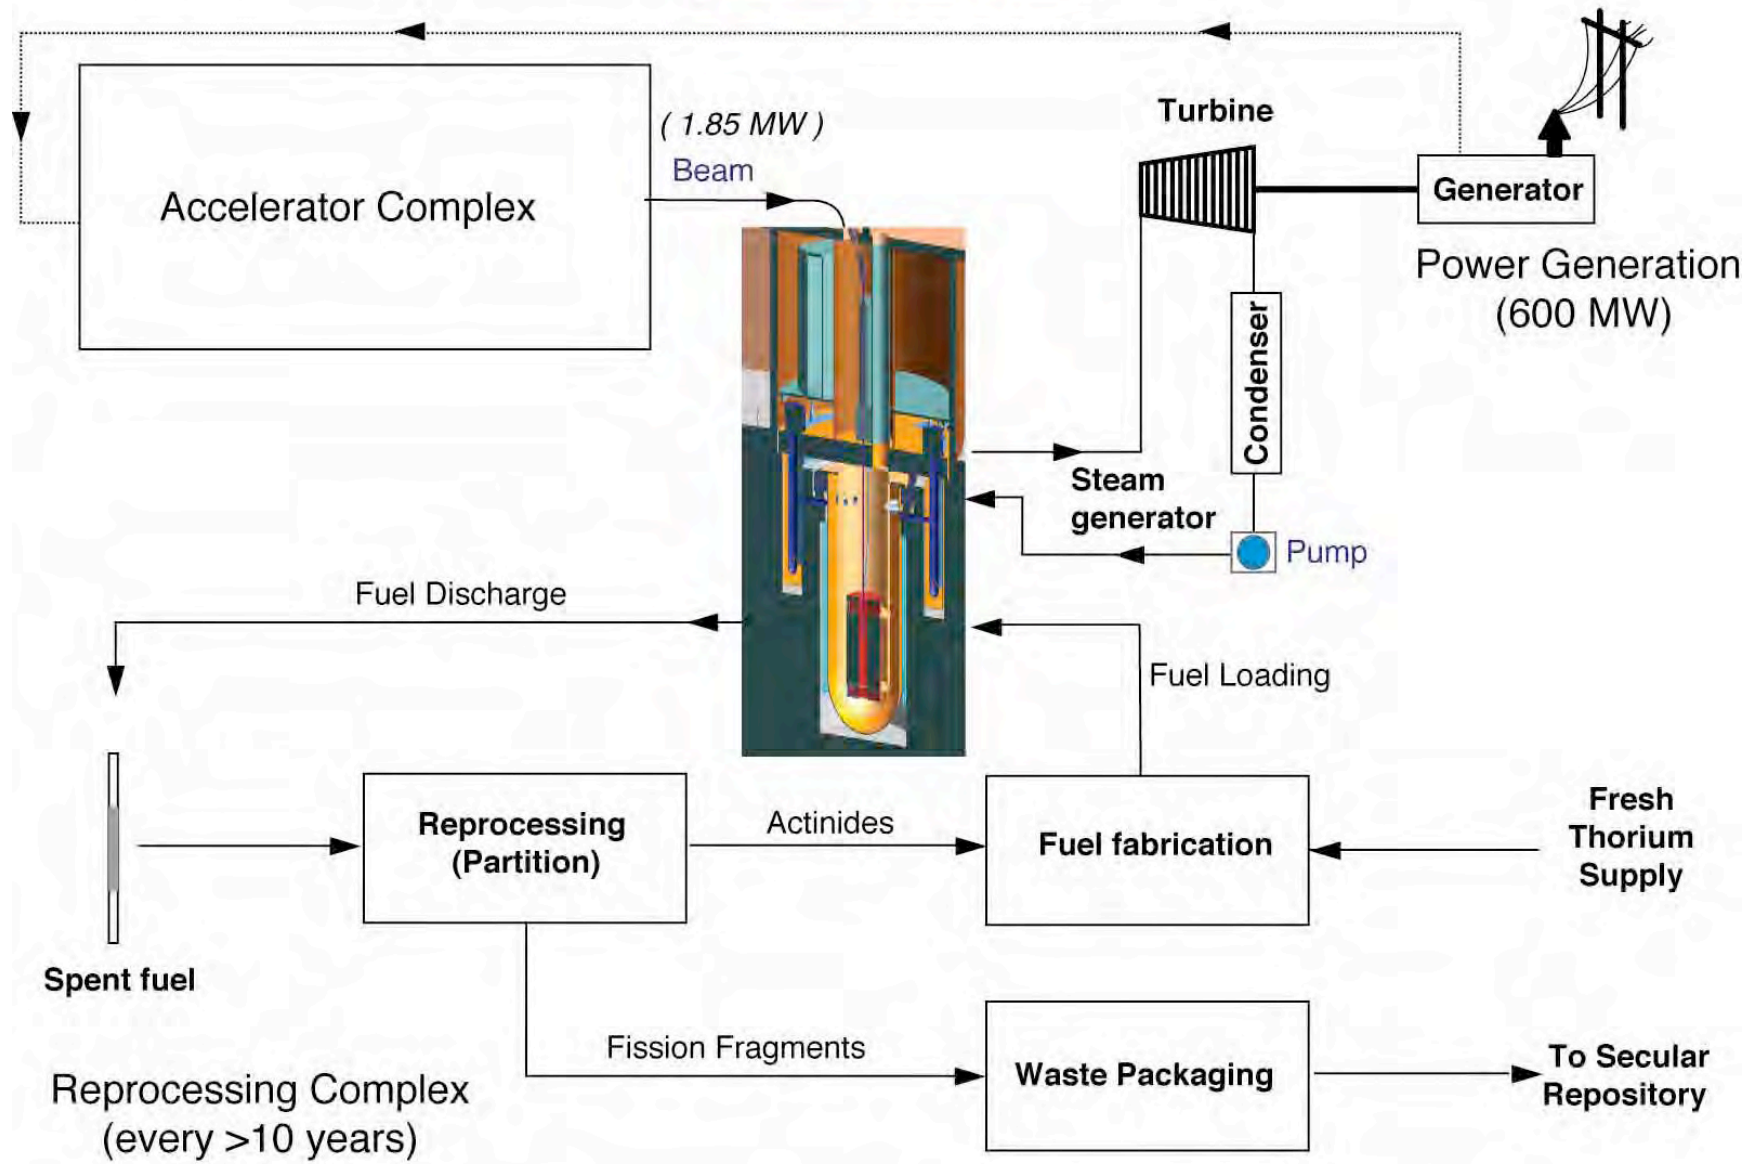 ( 1.85 MW )
Beam
Turbine
Accelerator Complex
Generator
Power Generation
(600 MW)
Condenser
Steam
generator
Pump
Fuel Discharge
Fuel Loading
Reprocessing
(Partition)
Actinides
Fuel fabrication
Fresh
Thorium
Supply
Spent fuel
Fission Fragments
Waste Packaging
To Secular
Repository
Reprocessing Complex
(every >10 years)